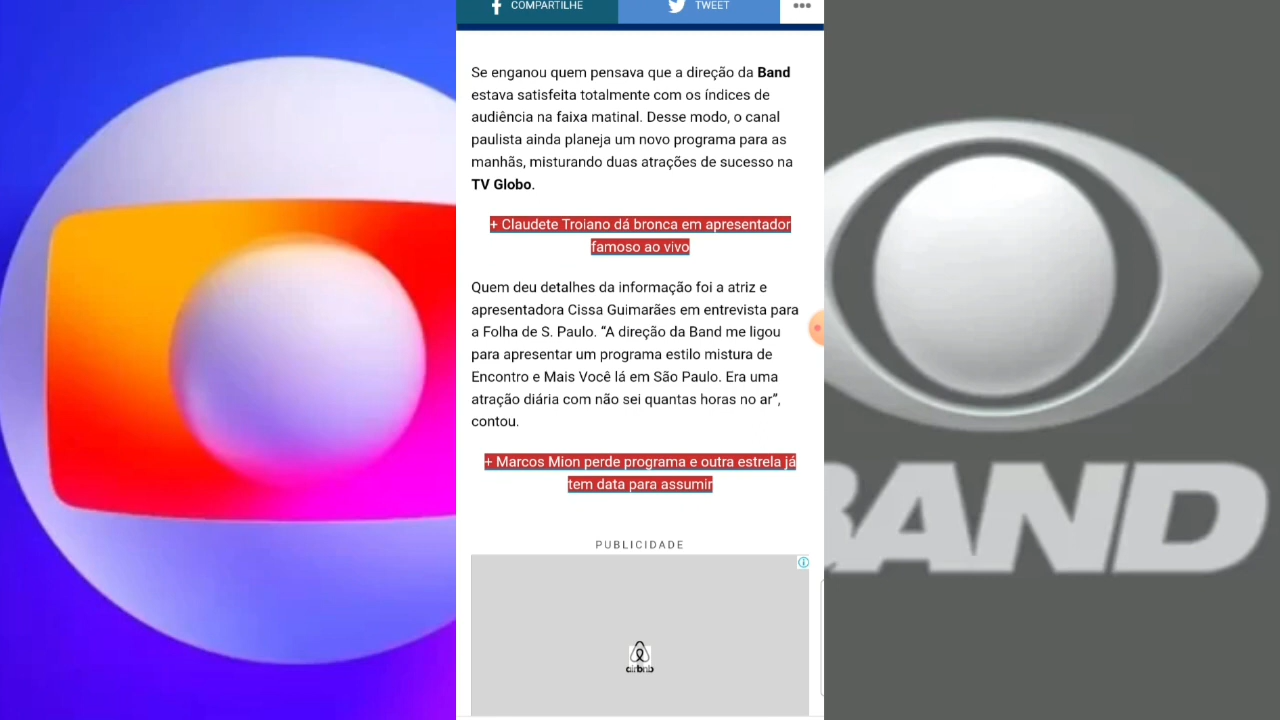 COMPARTILHE
TWEET
Se enganou quem pensava que a direção da Band
estava satisfeita totalmente com os índices de
audiência na faixa matinal. Desse modo, o canal
paulista ainda planeja um novo programa para as
manhãs, misturando duas atrações de sucesso na
TV Globo.
+ Claudete Troiano dá bronca em apresentador
famoso ao vivo
Quem deu detalhes da informação foi a atriz e
apresentadora Cissa Guimarães em entrevista para
a Folha de S. Paulo. “A direção da Band me ligou
para apresentar um programa estilo mistura de
Encontro e Mais Você lá em São Paulo. Era uma
atração diária com não sei quantas horas no ar”,
contou.
+ Marcos Mion perde programa e outra estrela já
tem data para assumir
PUBLICIDADE
airbnb
BAND